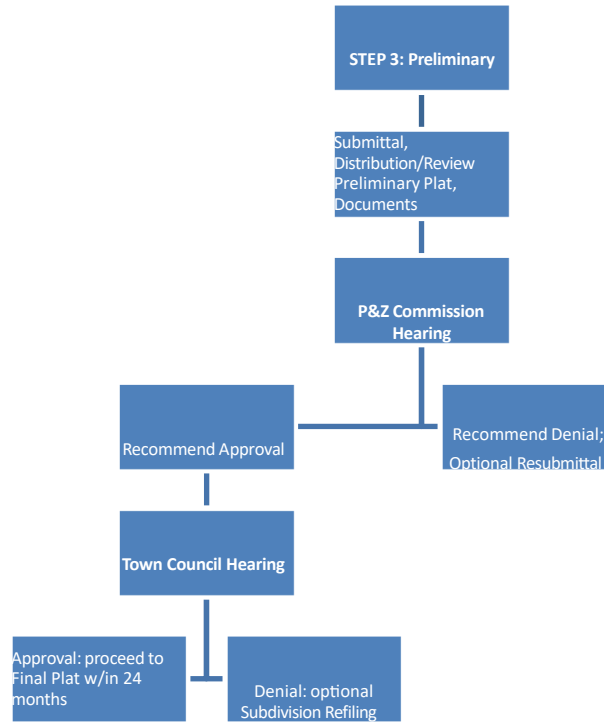 STEP 3: Preliminary
Submittal,
Distribution/Review
Preliminary Plat,
Documents
P&Z Commission
Hearing
Recommend Approval
Recommend Denial;
Optional Resubmittal
Town Council Hearing
Approval: proceed to
Final Plat w/in 24
months
Denial: optional
Subdivision Refiling